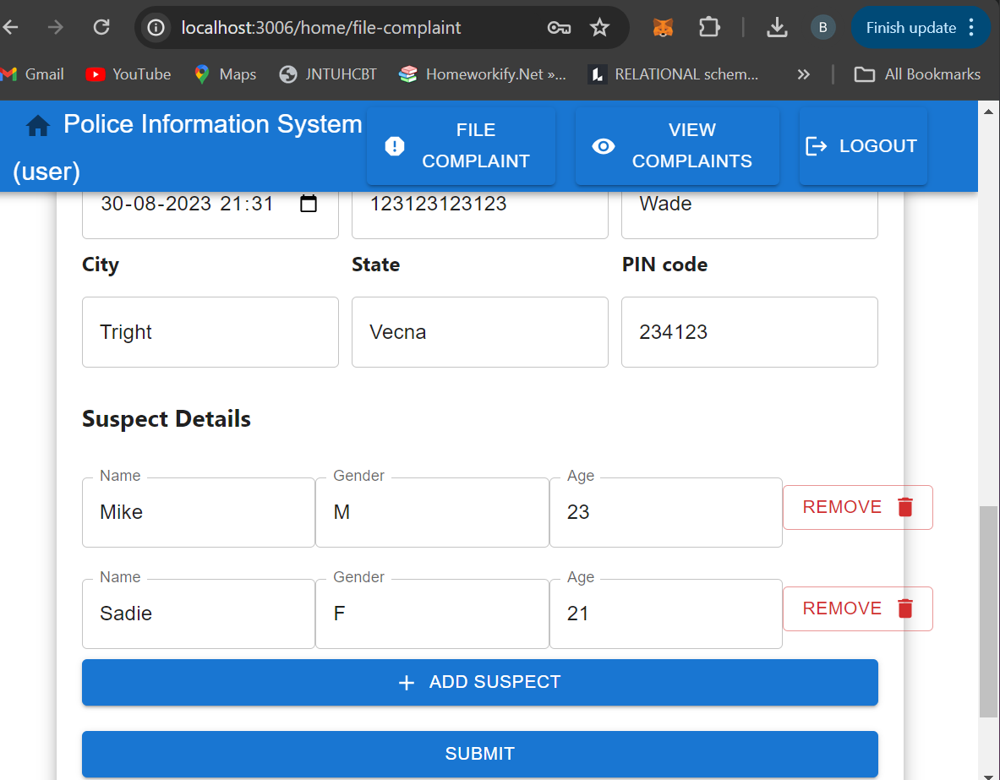 localhost:3006/home/file-complaint
B
Finish update
Gmail YouTube Maps JNTUHCBT Homeworkify.Net »... RELATIONAL schem... » All Bookmarks
Police Information System
(user)
FILE
COMPLAINT
VIEW
COMPLAINTS
LOGOUT
30-08-2023 21:31 123123123123 Wade
City State PIN code
Tright Vecna 234123
Suspect Details
Name Gender Age
Mike M 23 REMOVE
Name Gender Age
Sadie F 21 REMOVE
+ ADD SUSPECT
SUBMIT